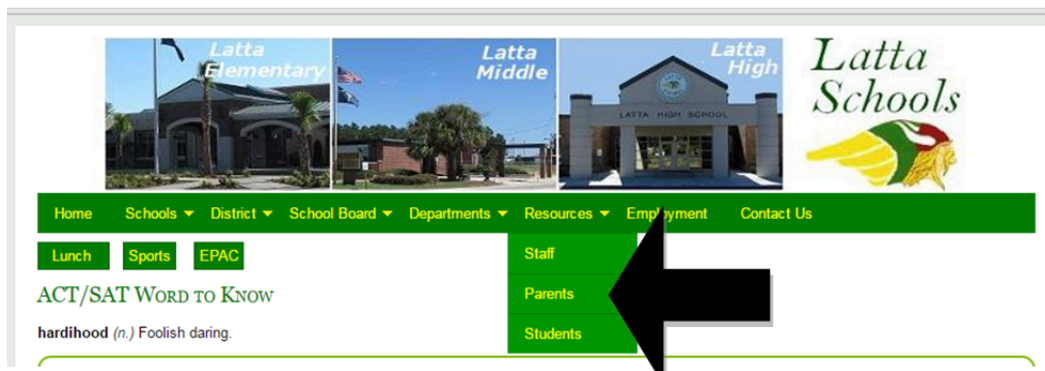 Latta
Elementary
Latta
Middle
Latta
High
LATTA HIGH SCHOOL
Latta
Schools
Home Schools District School Board Departments Resources Employment Contact Us
Lunch Sports EPAC
Staff
Parents
Students
ACT/SAT WORD TO KNOW
hardihood (n.) Foolish daring.